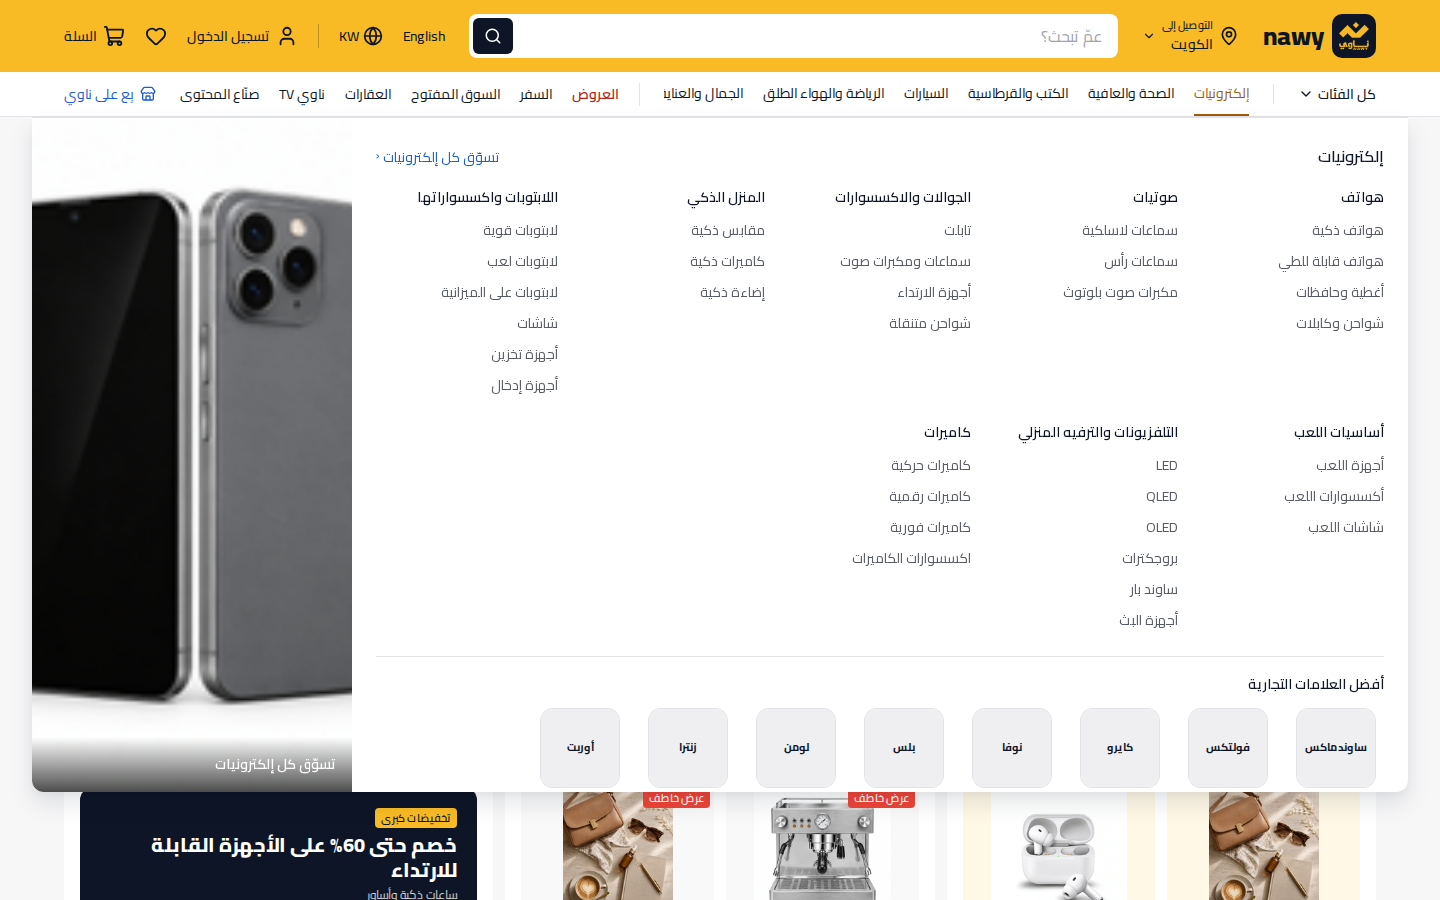 ناوي
nawy
التوصيل إلى
الكويت
عمّ تبحث؟
English
KW
تسجيل الدخول
السلة
كل الفئات
إلكترونيات
الصحة والعافية
الكتب والقرطاسية
السيارات
الرياضة والهواء الطلق
الجمال والعناية
العروض
السفر
السوق المفتوح
العقارات
ناوي TV
صنّاع المحتوى
بِع على ناوي
إلكترونيات
تسوّق كل إلكترونيات ›
هواتف
هواتف ذكية
هواتف قابلة للطي
أغطية وحافظات
شواحن وكابلات
صوتيات
سماعات لاسلكية
سماعات رأس
مكبرات صوت بلوتوث
الجوالات والاكسسوارات
تابلت
سماعات ومكبرات صوت
أجهزة الارتداء
شواحن متنقلة
المنزل الذكي
مقابس ذكية
كاميرات ذكية
إضاءة ذكية
اللابتوبات واكسسواراتها
لابتوبات قوية
لابتوبات لعب
لابتوبات على الميزانية
شاشات
أجهزة تخزين
أجهزة إدخال
أساسيات اللعب
أجهزة اللعب
أكسسوارات اللعب
شاشات اللعب
التلفزيونات والترفيه المنزلي
LED
QLED
OLED
بروجكترات
ساوند بار
أجهزة البث
كاميرات
كاميرات حركية
كاميرات رقمية
كاميرات فورية
اكسسوارات الكاميرات
أفضل العلامات التجارية
ساوندماكس
فولتكس
كايرو
نوفا
بلس
لومن
زنترا
أوربت
تسوّق كل إلكترونيات
عرض خاطف
عرض خاطف
تخفيضات كبرى
خصم حتى 60% على الأجهزة القابلة
للارتداء
ساعات ذكية وأساور